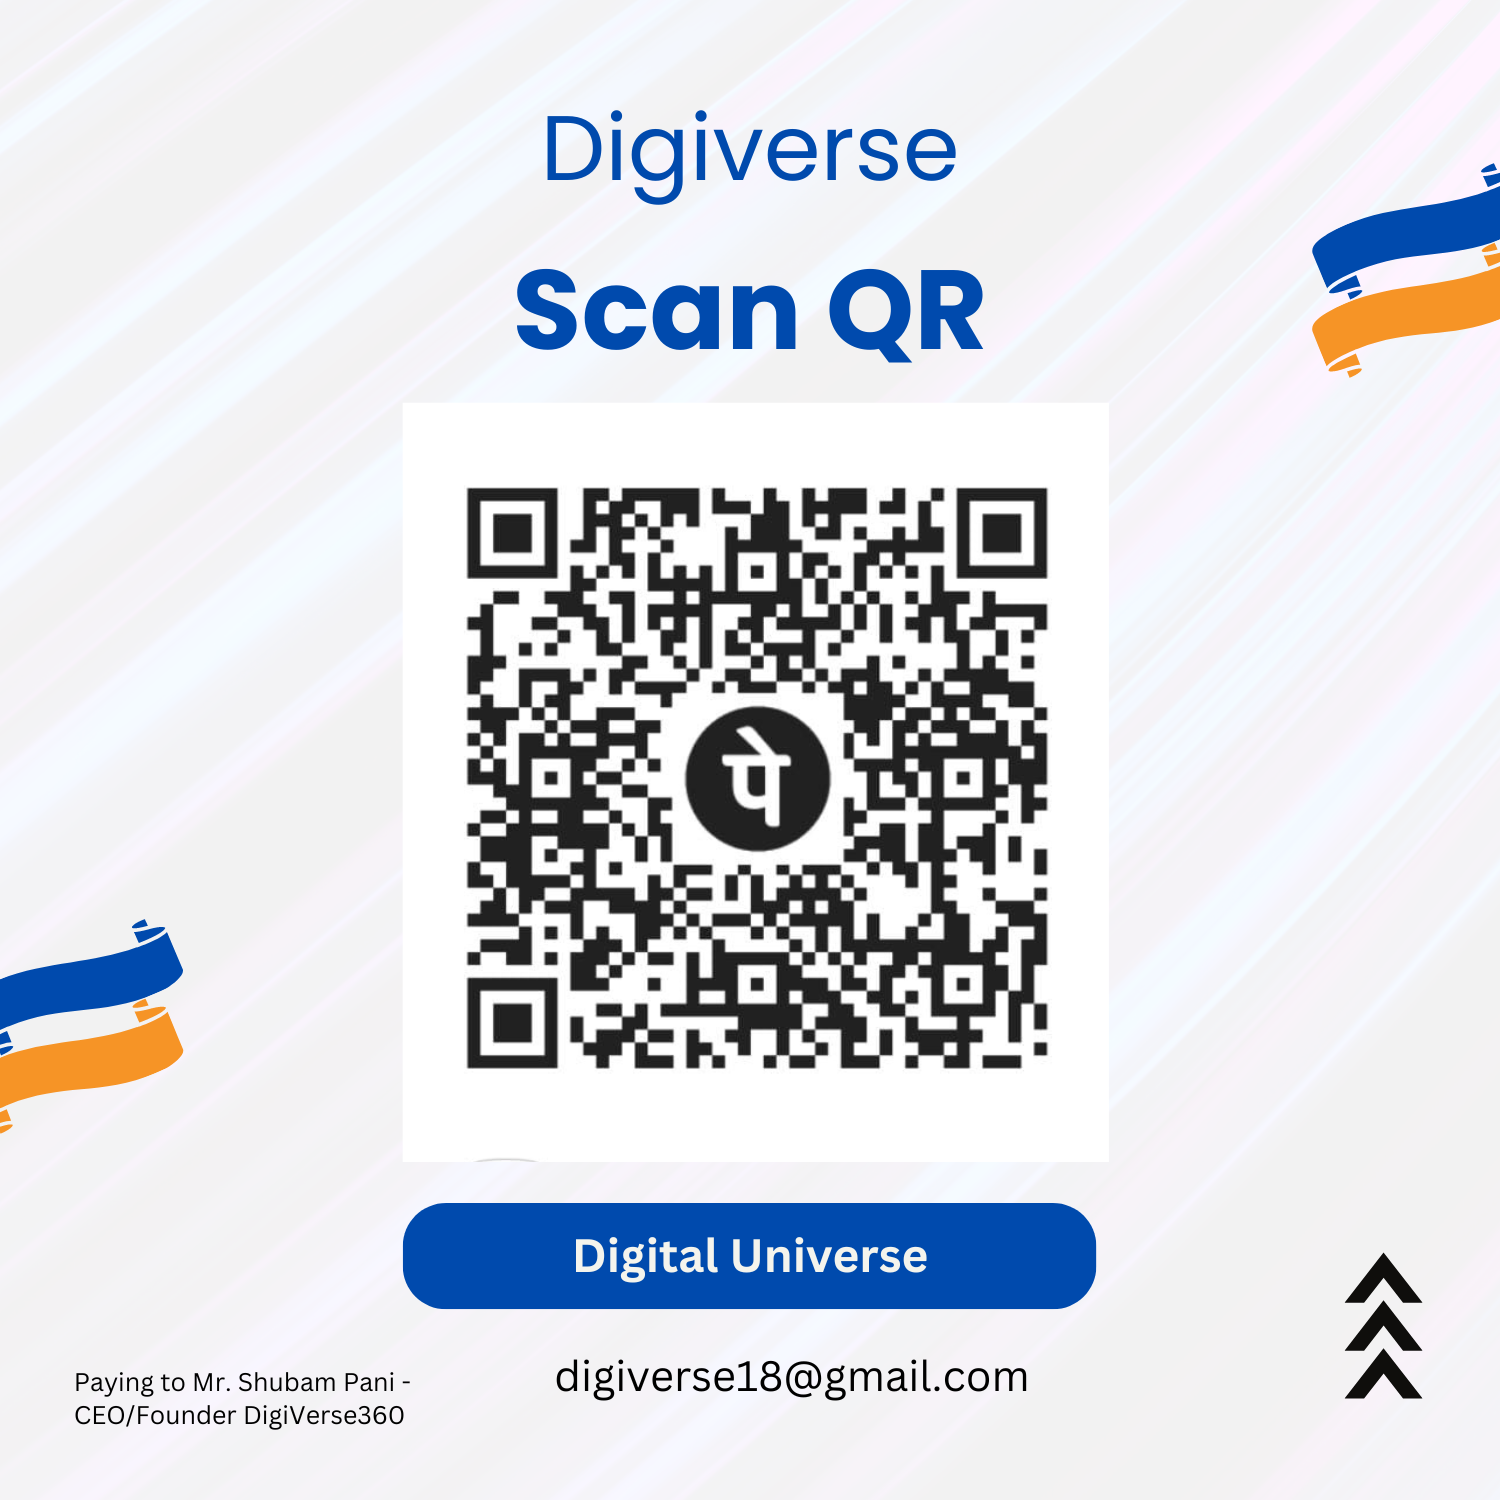 Digiverse
Scan QR
पे
Digital Universe
digiverse18@gmail.com
Paying to Mr. Shubam Pani -
CEO/Founder DigiVerse360